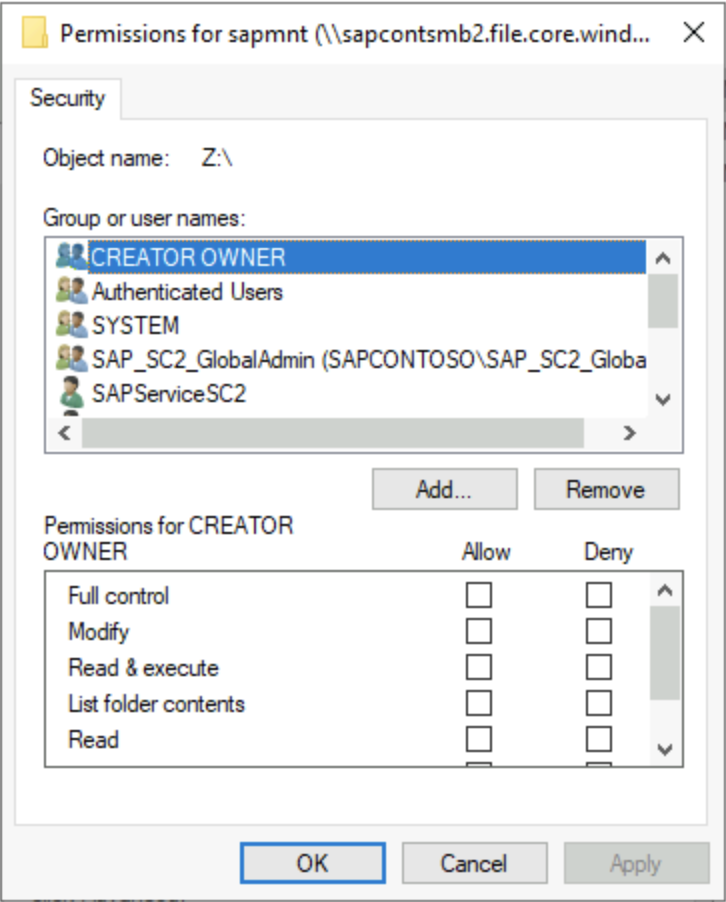 Permissions for sapmnt (\\sapcontsmb2.file.core.wind...
Security
Object name: Z:\
Group or user names:
CREATOR OWNER
Authenticated Users
SYSTEM
SAP_SC2_GlobalAdmin (SAPCONTOSO\SAP_SC2_Globa
SAPServiceSC2
Add...
Remove
Permissions for CREATOR
OWNER
Allow
Deny
Full control
Modify
Read & execute
List folder contents
Read
OK
Cancel
Apply